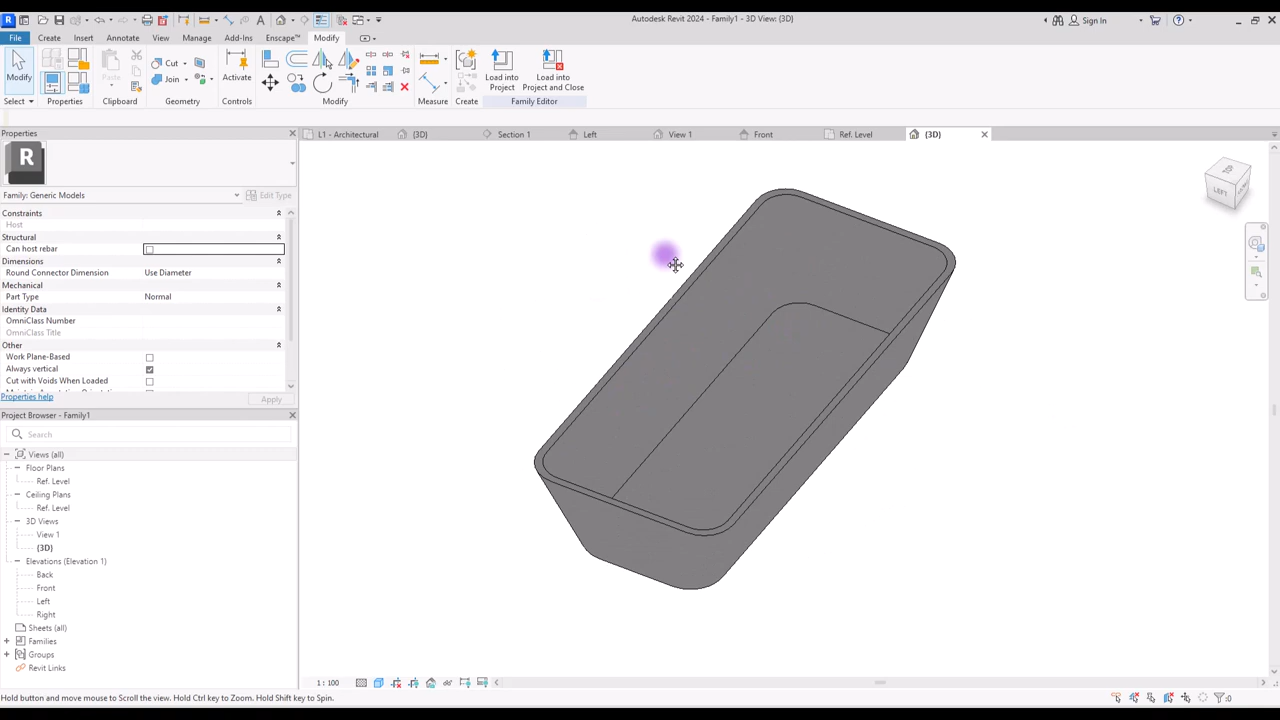 Autodesk Revit 2024 - Family1 - 3D View: {3D}
Sign In
File Create Insert Annotate View Manage Add-Ins Enscape™ Modify
Modify
Paste
Cut
Join
Activate
Load into Project
Load into Project and Close
Select Properties Clipboard Geometry Controls Modify Measure Create Family Editor
Properties
L1 - Architectural {3D} Section 1 Left View 1 Front Ref. Level {3D}
R
Family: Generic Models
Edit Type
Constraints
Host
Structural
Can host rebar
Dimensions
Round Connector Dimension Use Diameter
Mechanical
Part Type Normal
Identity Data
OmniClass Number
OmniClass Title
Other
Work Plane-Based
Always vertical
Cut with Voids When Loaded
Properties help
Apply
Project Browser - Family1
Search
Views (all)
Floor Plans
Ref. Level
Ceiling Plans
Ref. Level
3D Views
View 1
{3D}
Elevations (Elevation 1)
Back
Front
Left
Right
Sheets (all)
Families
Groups
Revit Links
TOP
LEFT
1 : 100
Hold button and move mouse to Scroll the view. Hold Ctrl key to Zoom. Hold Shift key to Spin.
:0